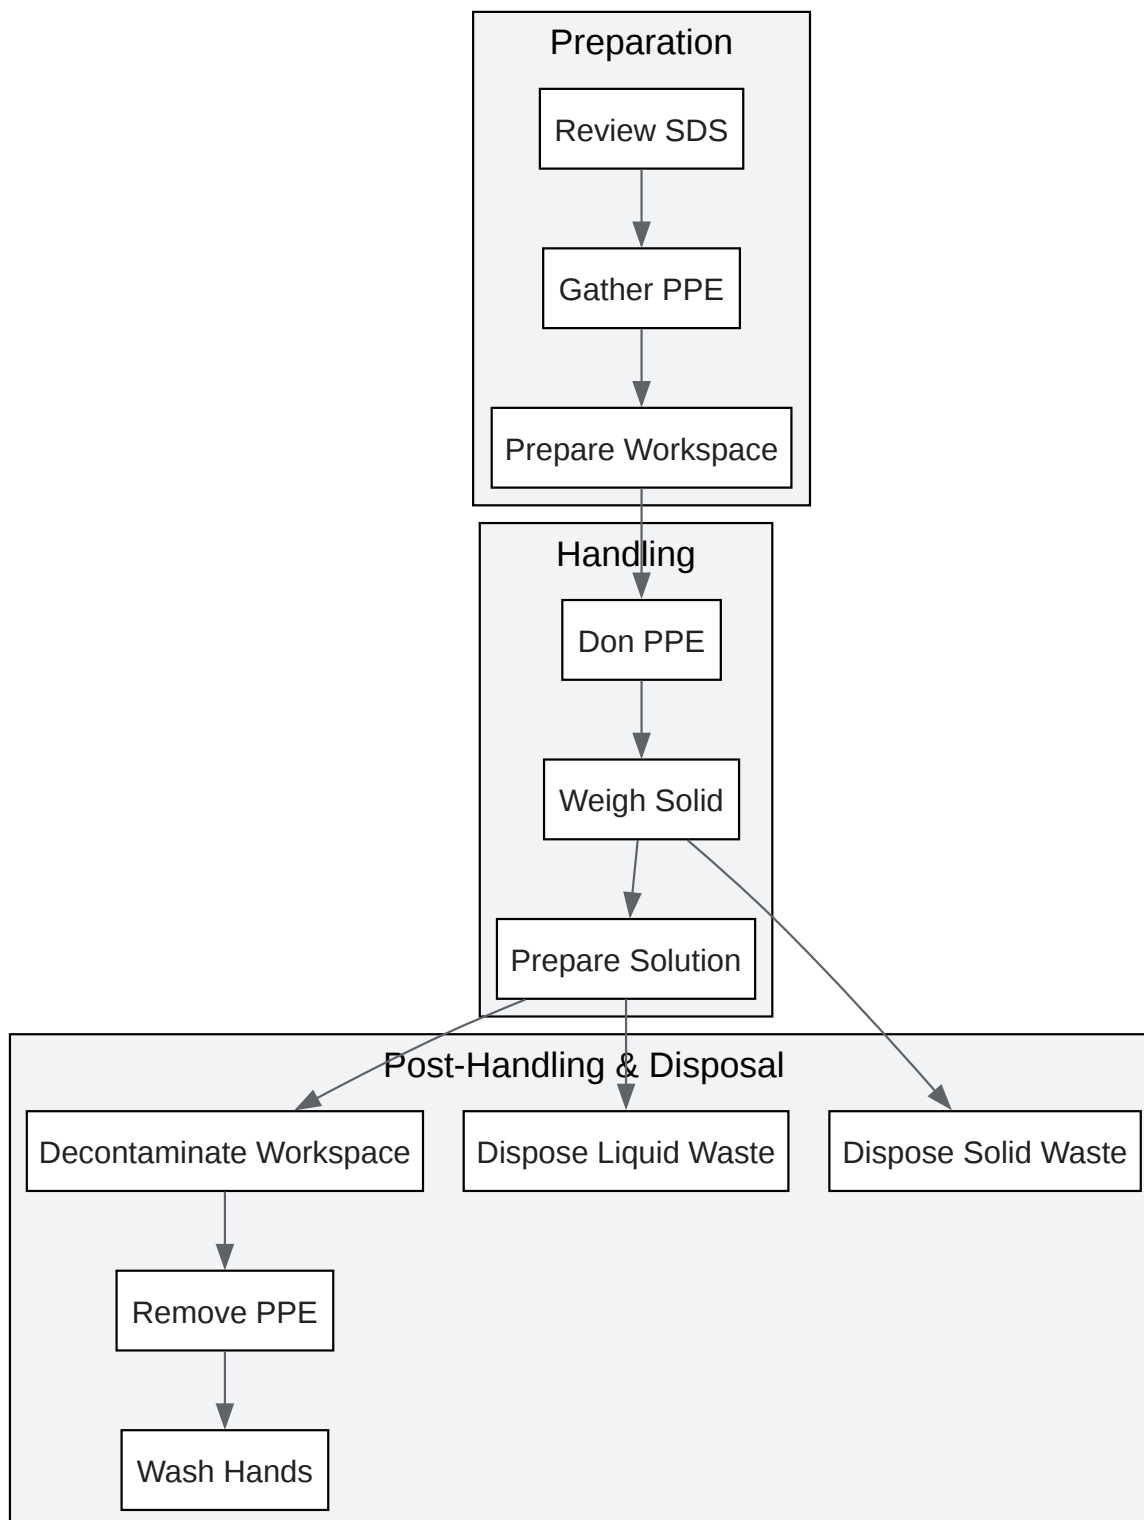 Preparation
Review SDS
Gather PPE
Prepare Workspace
Handling
Don PPE
Weigh Solid
Prepare Solution
Post-Handling & Disposal
Decontaminate Workspace
Dispose Liquid Waste
Dispose Solid Waste
Remove PPE
Wash Hands